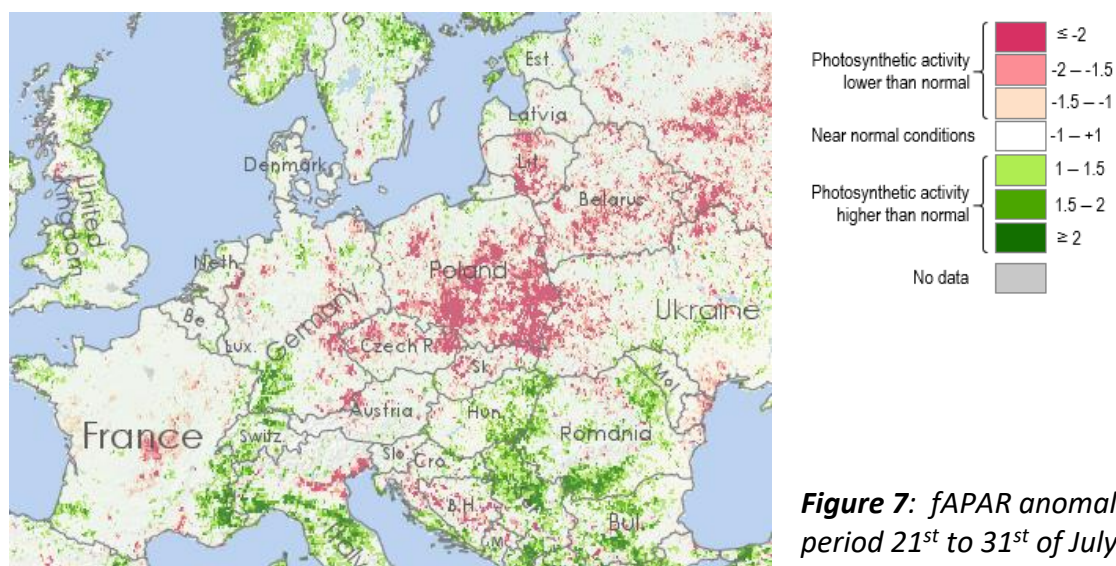 Est.
Latvia
Lit.
Denmark
United
Kingdom
Belarus
Neth.
Poland
Germany
Ukraine
Be.
Lux.
Czech R.
Sk.
Mol.
Austria
Hun.
France
Switz.
Romania
Slo.
Cro.
B.H.
Bul.
M.
≤ -2
Photosynthetic activity
lower than normal
-2 – -1.5
-1.5 – -1
Near normal conditions
-1 – +1
1 – 1.5
Photosynthetic activity
higher than normal
1.5 – 2
≥ 2
No data
Figure 7: fAPAR anomal
period 21st to 31st of July